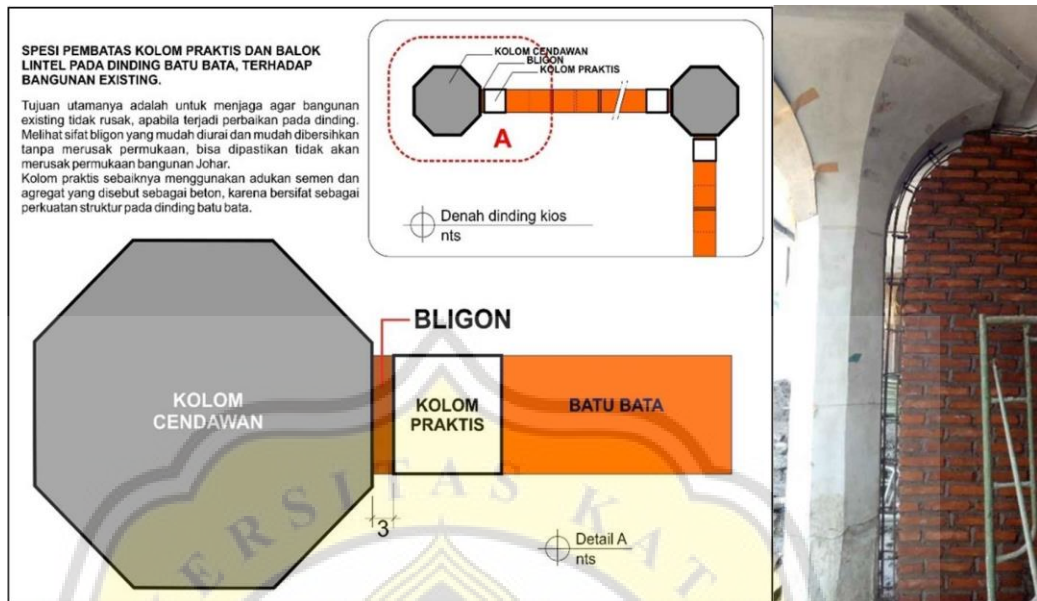 SPESI PEMBATAS KOLOM PRAKTIS DAN BALOK
LINTEL PADA DINDING BATU BATA, TERHADAP
BANGUNAN EXISTING.
Tujuan utamanya adalah untuk menjaga agar bangunan
existing tidak rusak, apabila terjadi perbaikan pada dinding.
Melihat sifat bligon yang mudah diurai dan mudah dibersihkan
tanpa merusak permukaan, bisa dipastikan tidak akan
merusak permukaan bangunan Johar.
Kolom praktis sebaiknya menggunakan adukan semen dan
agregat yang disebut sebagai beton, karena bersifat sebagai
perkuatan struktur pada dinding batu bata.
KOLOM CENDAWAN
BLIGON
KOLOM PRAKTIS
A
Denah dinding kios
nts
BLIGON
KOLOM
CENDAWAN
KOLOM
PRAKTIS
BATU BATA
3
Detail A
nts
ERSITAS KAT